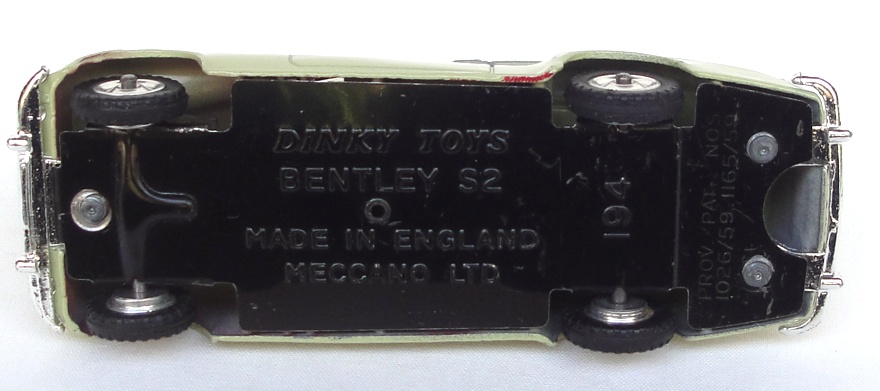 DINKY TOYS
BENTLEY S2
MADE IN ENGLAND
MECCANO LTD
194
PROV. PAT. NOS
1026/59.1165/59